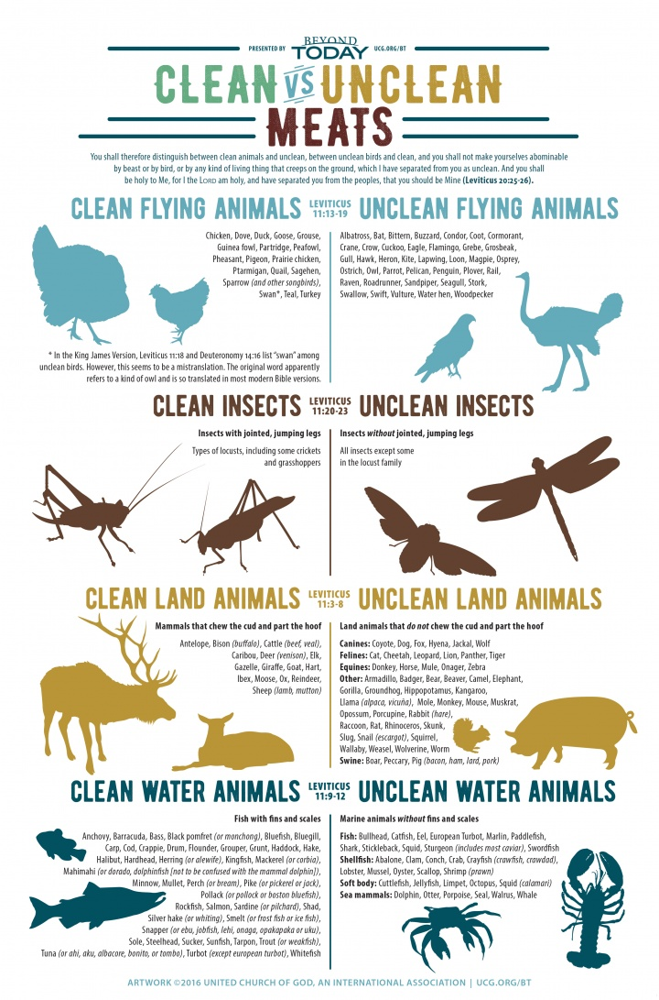 PRESENTED BY BEYOND TODAY UCG.ORG/BT
CLEAN VS UNCLEAN
MEATS
You shall therefore distinguish between clean animals and unclean, between unclean birds and clean, and you shall not make yourselves abominable
by beast or by bird, or by any kind of living thing that creeps on the ground, which I have separated from you as unclean. And you shall
be holy to Me, for I the LORD am holy, and have separated you from the peoples, that you should be Mine (Leviticus 20:25-26).
CLEAN FLYING ANIMALS LEVITICUS 11:13-19 UNCLEAN FLYING ANIMALS
Chicken, Dove, Duck, Goose, Grouse,
Guinea fowl, Partridge, Peafowl,
Pheasant, Pigeon, Prairie chicken,
Ptarmigan, Quail, Sagehen,
Sparrow (and other songbirds),
Swan*, Teal, Turkey
* In the King James Version, Leviticus 11:18 and Deuteronomy 14:16 list “swan” among
unclean birds. However, this seems to be a mistranslation. The original word apparently
refers to a kind of owl and is so translated in most modern Bible versions.
Albatross, Bat, Bittern, Buzzard, Condor, Coot, Cormorant,
Crane, Crow, Cuckoo, Eagle, Flamingo, Grebe, Grosbeak,
Gull, Hawk, Heron, Kite, Lapwing, Loon, Magpie, Osprey,
Ostrich, Owl, Parrot, Pelican, Penguin, Plover, Rail,
Raven, Roadrunner, Sandpiper, Seagull, Stork,
Swallow, Swift, Vulture, Water hen, Woodpecker
CLEAN INSECTS LEVITICUS 11:20-23 UNCLEAN INSECTS
Insects with jointed, jumping legs
Types of locusts, including some crickets
and grasshoppers
Insects without jointed, jumping legs
All insects except some
in the locust family
CLEAN LAND ANIMALS LEVITICUS 11:3-8 UNCLEAN LAND ANIMALS
Mammals that chew the cud and part the hoof
Antelope, Bison (buffalo), Cattle (beef, veal),
Caribou, Deer (venison), Elk,
Gazelle, Giraffe, Goat, Hart,
Ibex, Moose, Ox, Reindeer,
Sheep (lamb, mutton)
Land animals that do not chew the cud and part the hoof
Canines: Coyote, Dog, Fox, Hyena, Jackal, Wolf
Felines: Cat, Cheetah, Leopard, Lion, Panther, Tiger
Equines: Donkey, Horse, Mule, Onager, Zebra
Other: Armadillo, Badger, Bear, Beaver, Camel, Elephant,
Gorilla, Groundhog, Hippopotamus, Kangaroo,
Llama (alpaca, vicuña), Mole, Monkey, Mouse, Muskrat,
Opossum, Porcupine, Rabbit (hare),
Raccoon, Rat, Rhinoceros, Skunk,
Slug, Snail (escargot), Squirrel,
Wallaby, Weasel, Wolverine, Worm
Swine: Boar, Peccary, Pig (bacon, ham, lard, pork)
CLEAN WATER ANIMALS LEVITICUS 11:9-12 UNCLEAN WATER ANIMALS
Fish with fins and scales
Anchovy, Barracuda, Bass, Black pomfret (or monchong), Bluefish, Bluegill,
Carp, Cod, Crappie, Drum, Flounder, Grouper, Grunt, Haddock, Hake,
Halibut, Hardhead, Herring (or alewife), Kingfish, Mackerel (or corbia),
Mahimahi (or dorado, dolphinfish [not to be confused with the mammal dolphin]),
Minnow, Mullet, Perch (or bream), Pike (or pickerel or jack),
Pollack (or pollock or boston bluefish),
Rockfish, Salmon, Sardine (or pilchard), Shad,
Silver hake (or whiting), Smelt (or frost fish or ice fish),
Snapper (or ebu, jobfish, lehi, onaga, opakapaka or uku),
Sole, Steelhead, Sucker, Sunfish, Tarpon, Trout (or weakfish),
Tuna (or ahi, aku, albacore, bonito, or tombo), Turbot (except european turbot), Whitefish
Marine animals without fins and scales
Fish: Bullhead, Catfish, Eel, European Turbot, Marlin, Paddlefish,
Shark, Stickleback, Squid, Sturgeon (includes most caviar), Swordfish
Shellfish: Abalone, Clam, Conch, Crab, Crayfish (crawfish, crawdad),
Lobster, Mussel, Oyster, Scallop, Shrimp (prawn)
Soft body: Cuttlefish, Jellyfish, Limpet, Octopus, Squid (calamari)
Sea mammals: Dolphin, Otter, Porpoise, Seal, Walrus, Whale
ARTWORK ©2016 UNITED CHURCH OF GOD, AN INTERNATIONAL ASSOCIATION | UCG.ORG/BT